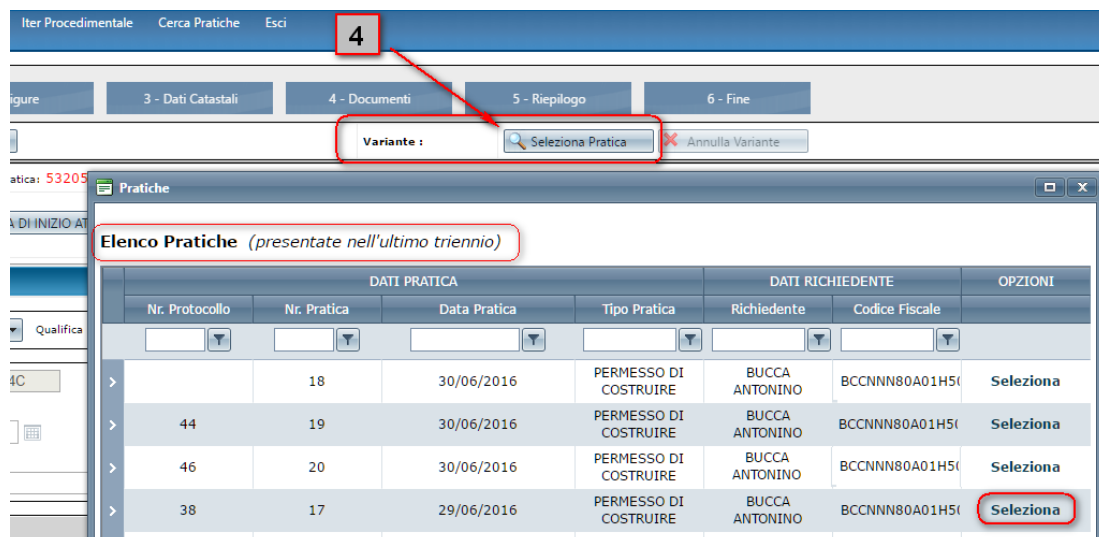 Iter Procedimentale Cerca Pratiche Esci
4
igure 3 - Dati Catastali 4 - Documenti 5 - Riepilogo 6 - Fine
Variante : Seleziona Pratica Annulla Variante
atica: 53205
Pratiche
DI INIZIO AT
Elenco Pratiche (presentate nell'ultimo triennio)
DATI PRATICA DATI RICHIEDENTE OPZIONI
Nr. Protocollo Nr. Pratica Data Pratica Tipo Pratica Richiedente Codice Fiscale
Qualifica
4C
18 30/06/2016 PERMESSO DI COSTRUIRE BUCCA ANTONINO BCCNNN80A01H5 Seleziona
44 19 30/06/2016 PERMESSO DI COSTRUIRE BUCCA ANTONINO BCCNNN80A01H5 Seleziona
46 20 30/06/2016 PERMESSO DI COSTRUIRE BUCCA ANTONINO BCCNNN80A01H5 Seleziona
38 17 29/06/2016 PERMESSO DI COSTRUIRE BUCCA ANTONINO BCCNNN80A01H5 Seleziona